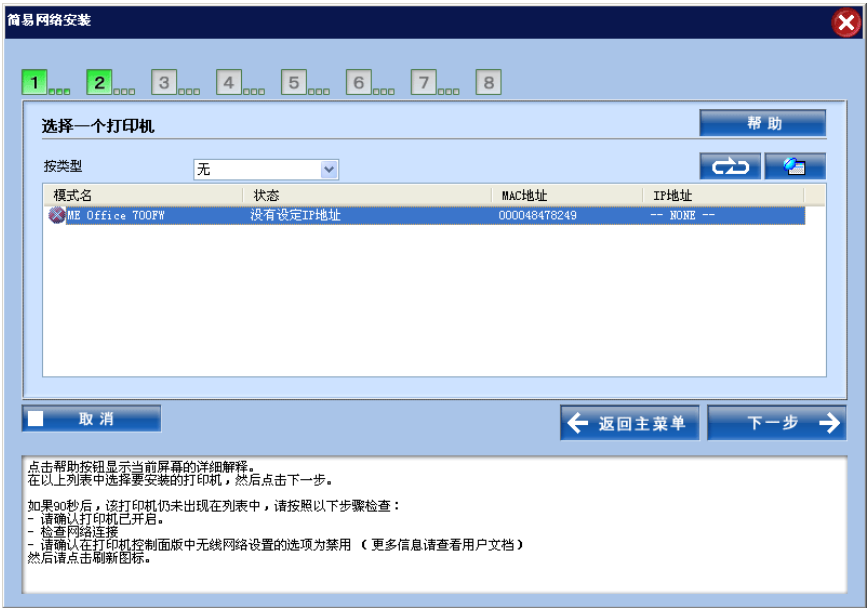 简易网络安装
1 2 3 4 5 6 7 8
选择一个打印机
帮 助
按类型 无
模式名 状态 MAC地址 IP地址
ME Office 700FW 没有设定IP地址 000048478249 -- NONE --
取 消 返回主菜单 下一步
点击帮助按钮显示当前屏幕的详细解释。
在以上列表中选择要安装的打印机，然后点击下一步。
如果90秒后，该打印机仍未出现在列表中，请按照以下步骤检查：
- 请确认打印机已开启。
- 检查网络连接
- 请确认在打印机控制面版中无线网络设置的选项为禁用 （更多信息请查看用户文档）
然后请点击刷新图标。